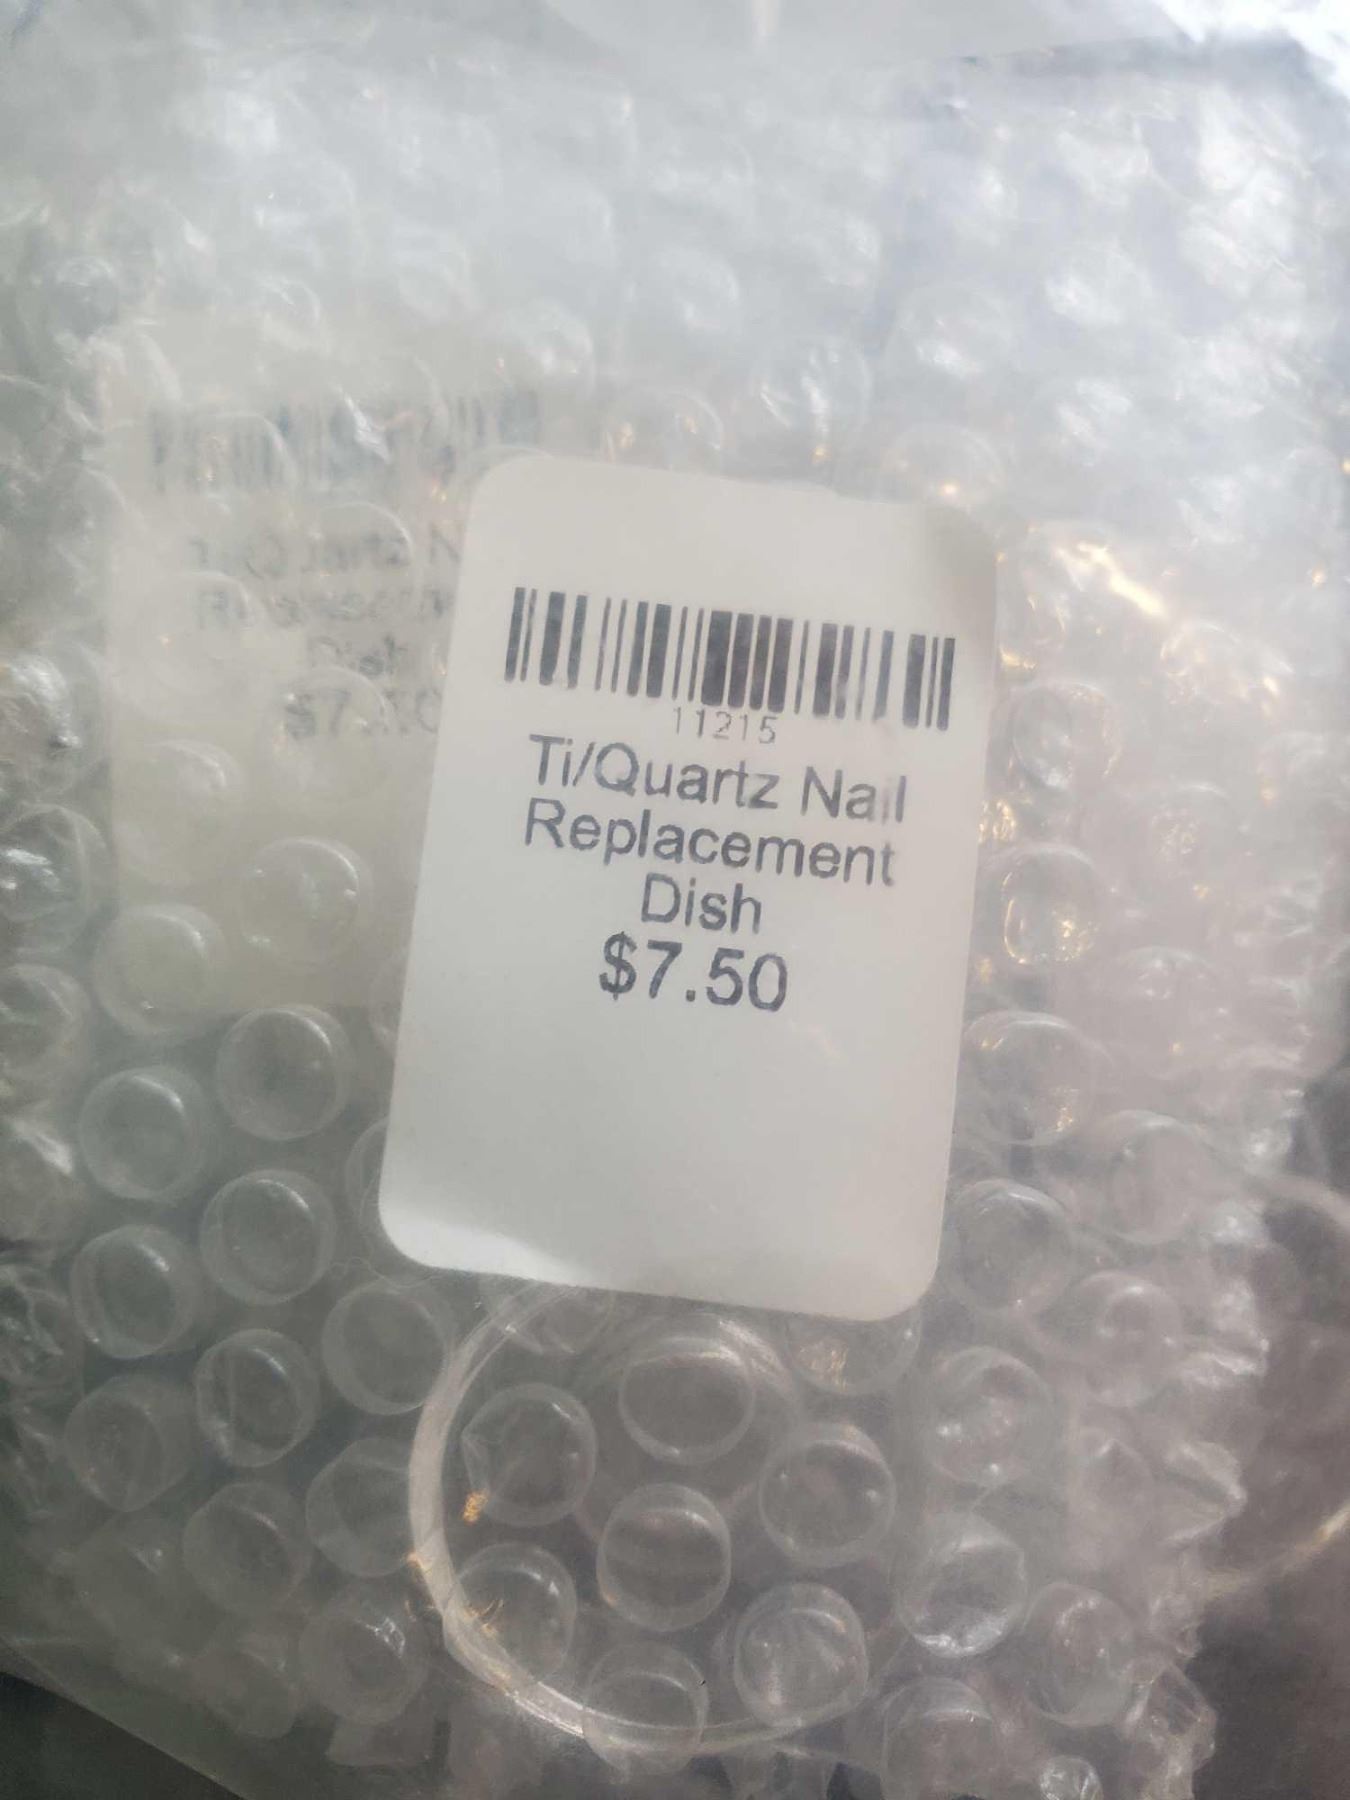 11215
Ti/Quartz Nail
Replacement
Dish
$7.50